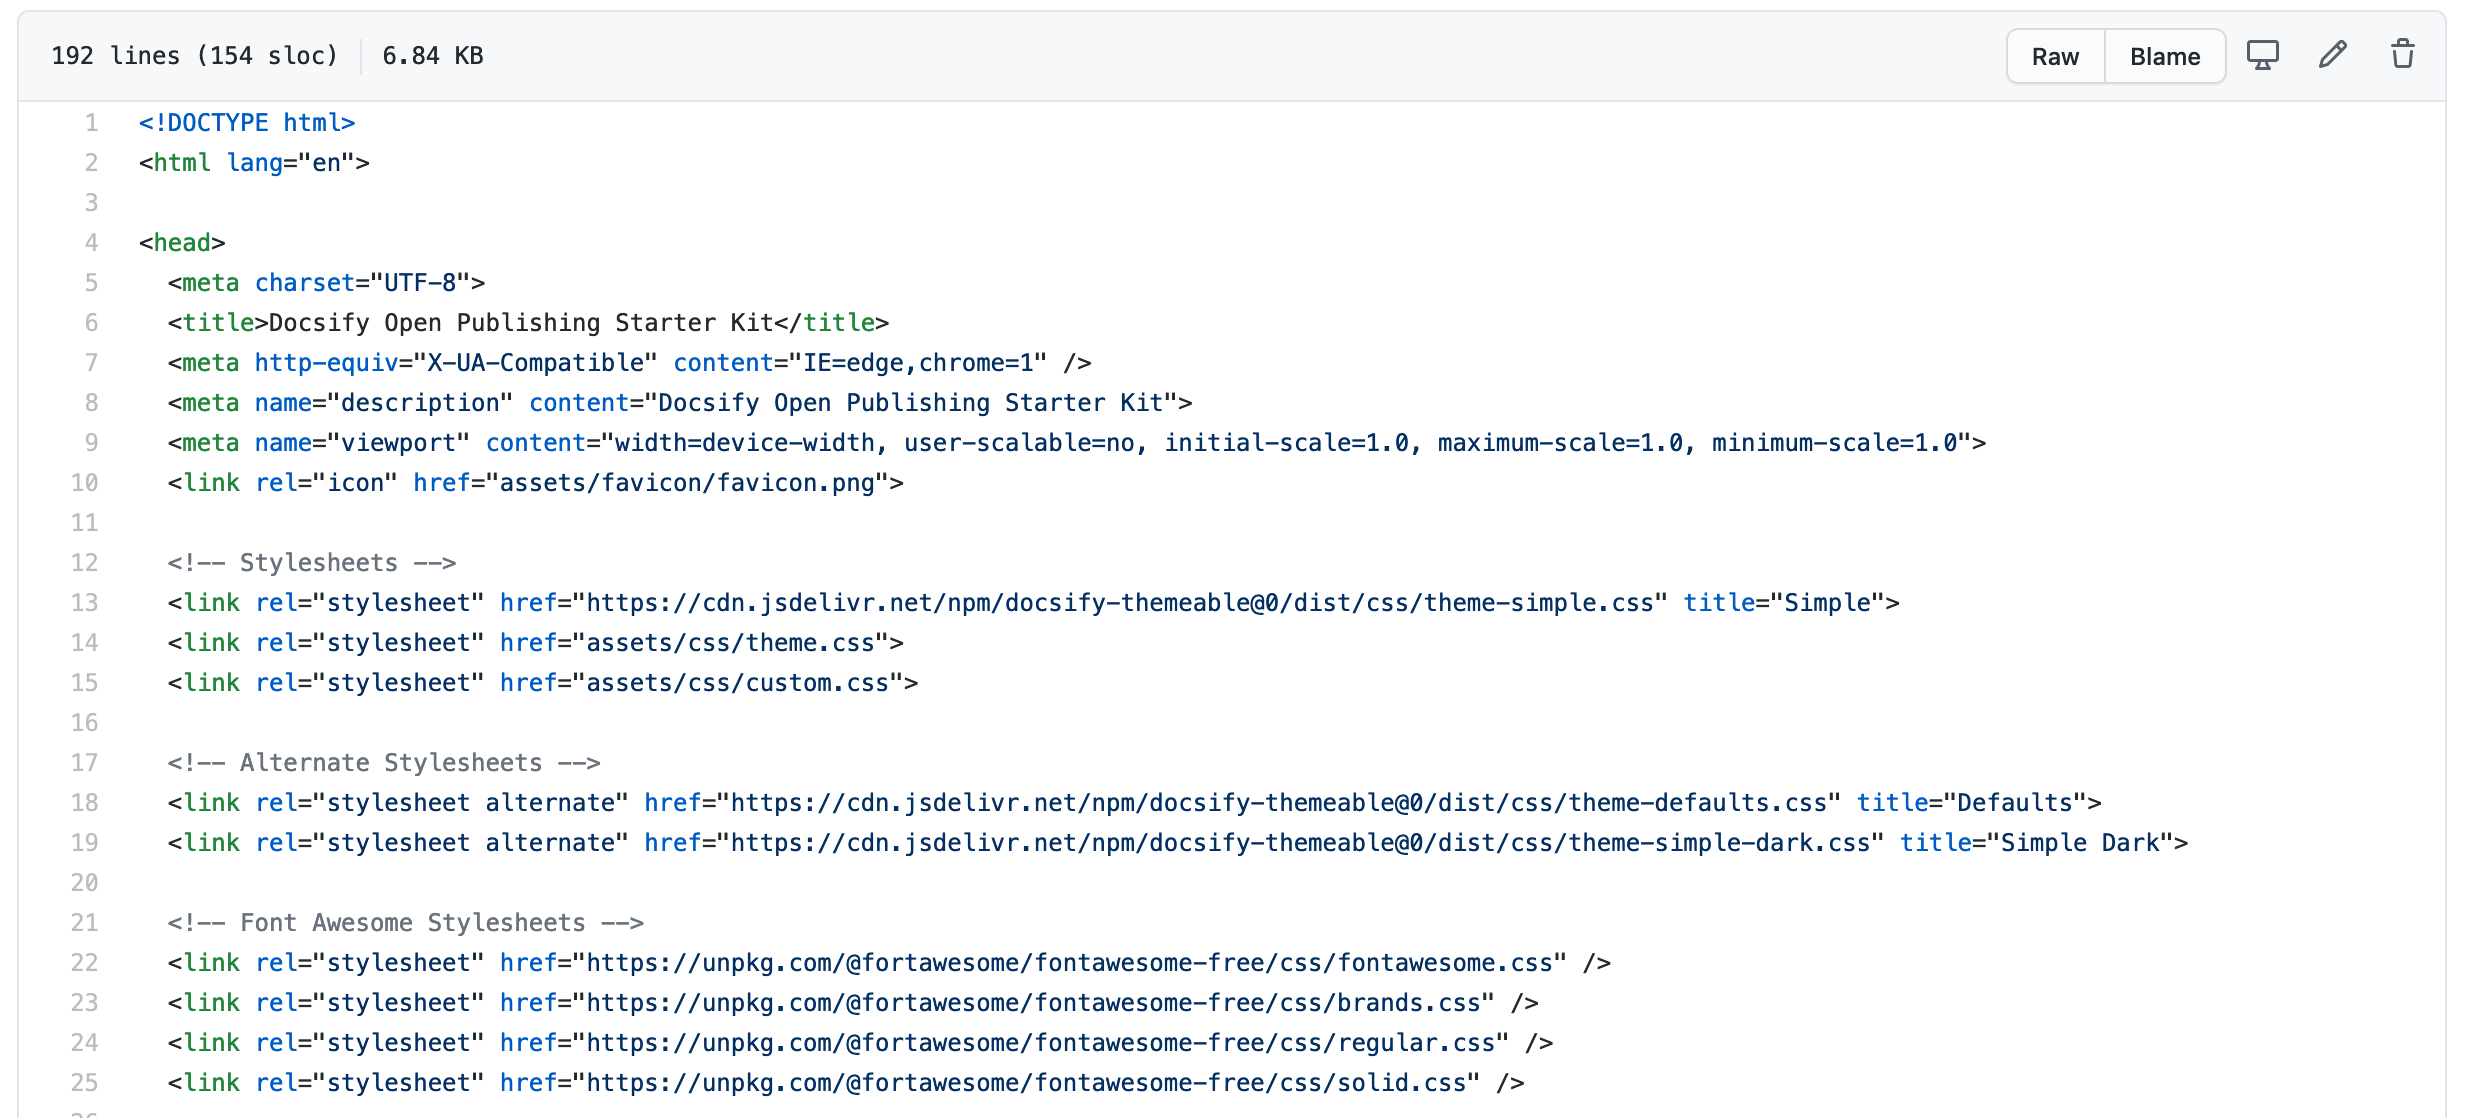 192 lines (154 sloc) 6.84 KB Raw Blame
1 <!DOCTYPE html>
2 <html lang="en">
3
4 <head>
5   <meta charset="UTF-8">
6   <title>Docsify Open Publishing Starter Kit</title>
7   <meta http-equiv="X-UA-Compatible" content="IE=edge,chrome=1" />
8   <meta name="description" content="Docsify Open Publishing Starter Kit">
9   <meta name="viewport" content="width=device-width, user-scalable=no, initial-scale=1.0, maximum-scale=1.0, minimum-scale=1.0">
10   <link rel="icon" href="assets/favicon/favicon.png">
11
12   <!-- Stylesheets -->
13   <link rel="stylesheet" href="https://cdn.jsdelivr.net/npm/docsify-themeable@0/dist/css/theme-simple.css" title="Simple">
14   <link rel="stylesheet" href="assets/css/theme.css">
15   <link rel="stylesheet" href="assets/css/custom.css">
16
17   <!-- Alternate Stylesheets -->
18   <link rel="stylesheet alternate" href="https://cdn.jsdelivr.net/npm/docsify-themeable@0/dist/css/theme-defaults.css" title="Defaults">
19   <link rel="stylesheet alternate" href="https://cdn.jsdelivr.net/npm/docsify-themeable@0/dist/css/theme-simple-dark.css" title="Simple Dark">
20
21   <!-- Font Awesome Stylesheets -->
22   <link rel="stylesheet" href="https://unpkg.com/@fortawesome/fontawesome-free/css/fontawesome.css" />
23   <link rel="stylesheet" href="https://unpkg.com/@fortawesome/fontawesome-free/css/brands.css" />
24   <link rel="stylesheet" href="https://unpkg.com/@fortawesome/fontawesome-free/css/regular.css" />
25   <link rel="stylesheet" href="https://unpkg.com/@fortawesome/fontawesome-free/css/solid.css" />